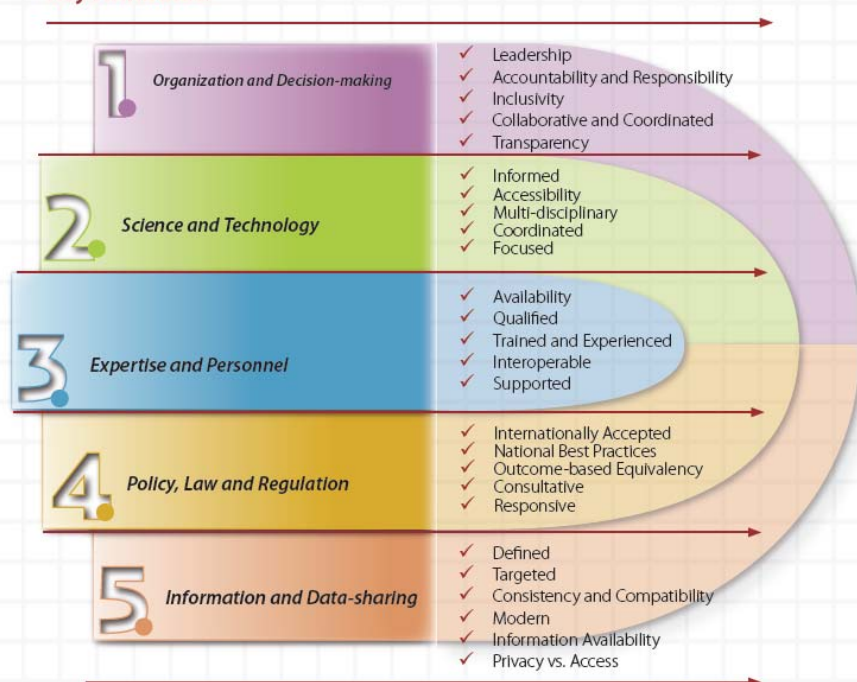 1
Organization and Decision-making
Leadership
Accountability and Responsibility
Inclusivity
Collaborative and Coordinated
Transparency
2
Science and Technology
Informed
Accessibility
Multi-disciplinary
Coordinated
Focused
3
Expertise and Personnel
Availability
Qualified
Trained and Experienced
Interoperable
Supported
4
Policy, Law and Regulation
Internationally Accepted
National Best Practices
Outcome-based Equivalency
Consultative
Responsive
5
Information and Data-sharing
Defined
Targeted
Consistency and Compatibility
Modern
Information Availability
Privacy vs. Access